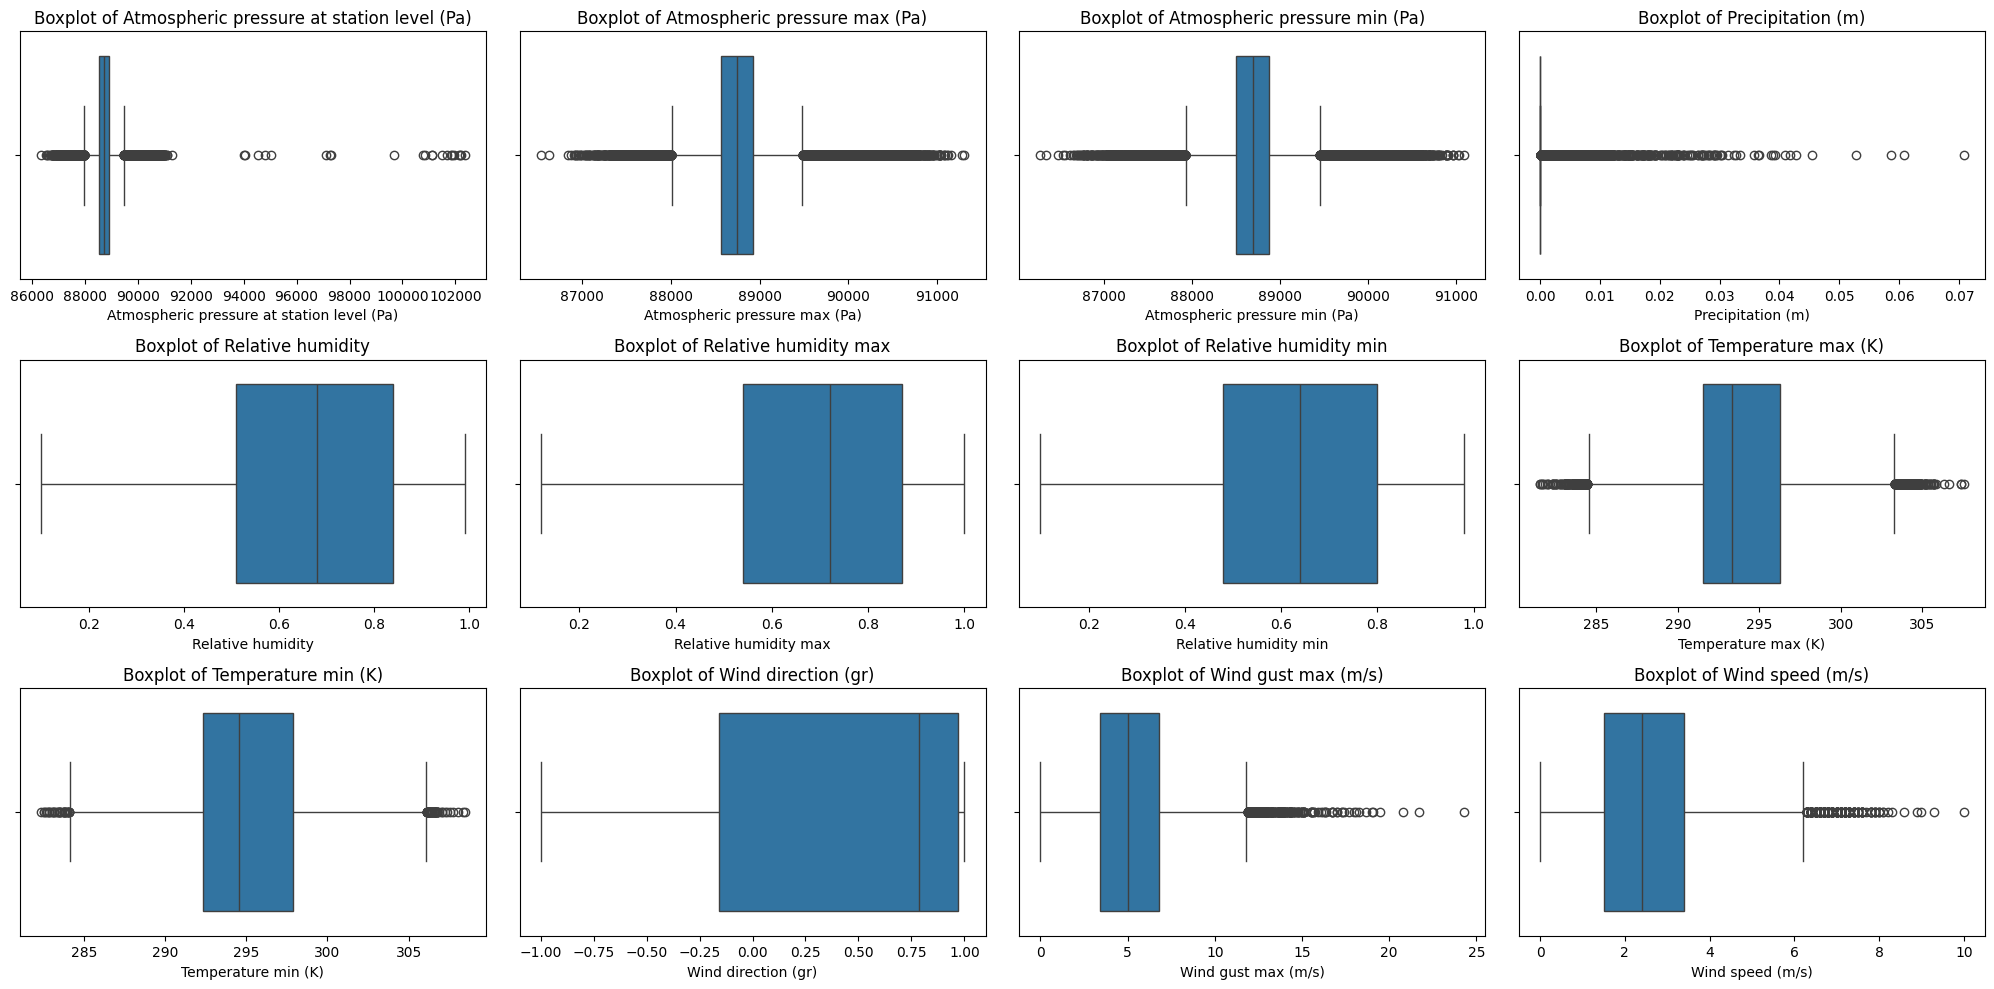 Boxplot of Atmospheric pressure at station level (Pa)
86000 88000 90000 92000 94000 96000 98000 100000 102000
Atmospheric pressure at station level (Pa)
Boxplot of Atmospheric pressure max (Pa)
87000 88000 89000 90000 91000
Atmospheric pressure max (Pa)
Boxplot of Atmospheric pressure min (Pa)
87000 88000 89000 90000 91000
Atmospheric pressure min (Pa)
Boxplot of Precipitation (m)
0.00 0.01 0.02 0.03 0.04 0.05 0.06 0.07
Precipitation (m)
Boxplot of Relative humidity
0.2 0.4 0.6 0.8 1.0
Relative humidity
Boxplot of Relative humidity max
0.2 0.4 0.6 0.8 1.0
Relative humidity max
Boxplot of Relative humidity min
0.2 0.4 0.6 0.8 1.0
Relative humidity min
Boxplot of Temperature max (K)
285 290 295 300 305
Temperature max (K)
Boxplot of Temperature min (K)
285 290 295 300 305
Temperature min (K)
Boxplot of Wind direction (gr)
−1.00 −0.75 −0.50 −0.25 0.00 0.25 0.50 0.75 1.00
Wind direction (gr)
Boxplot of Wind gust max (m/s)
0 5 10 15 20 25
Wind gust max (m/s)
Boxplot of Wind speed (m/s)
0 2 4 6 8 10
Wind speed (m/s)